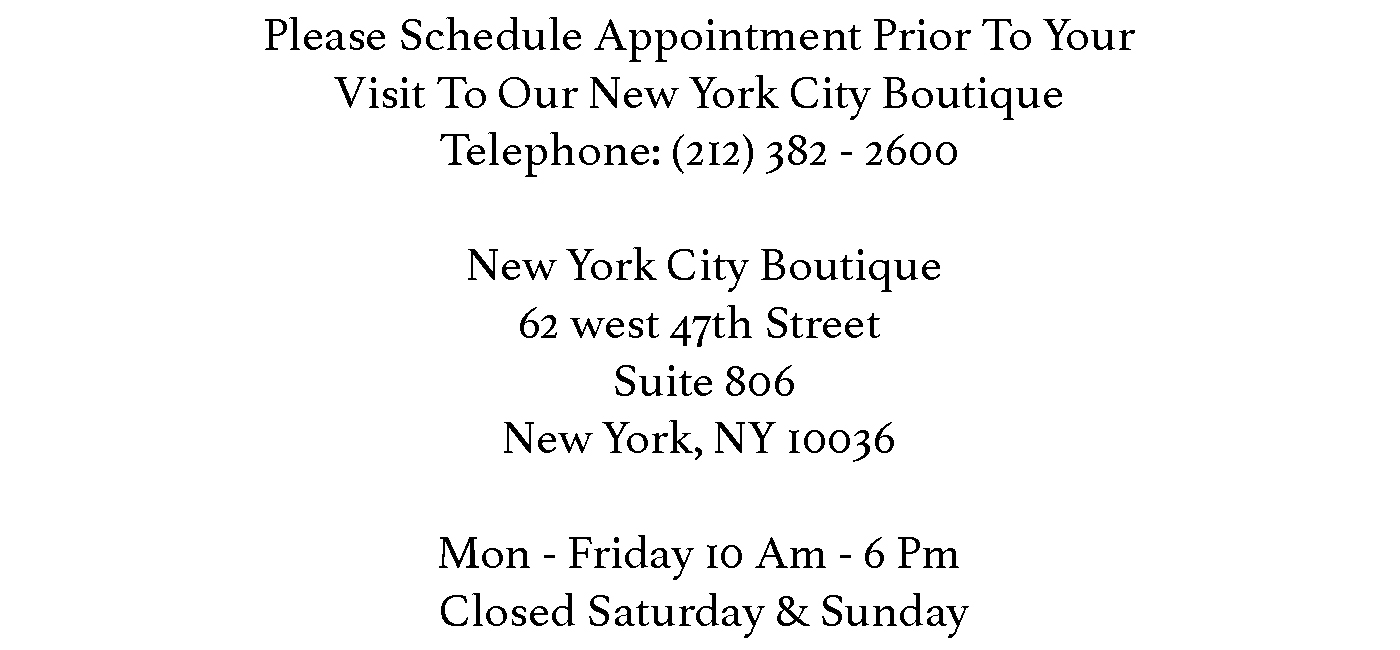 Please Schedule Appointment Prior To Your
Visit To Our New York City Boutique
Telephone: (212) 382 - 2600
New York City Boutique
62 west 47th Street
Suite 806
New York, NY 10036
Mon - Friday 10 Am - 6 Pm
Closed Saturday & Sunday